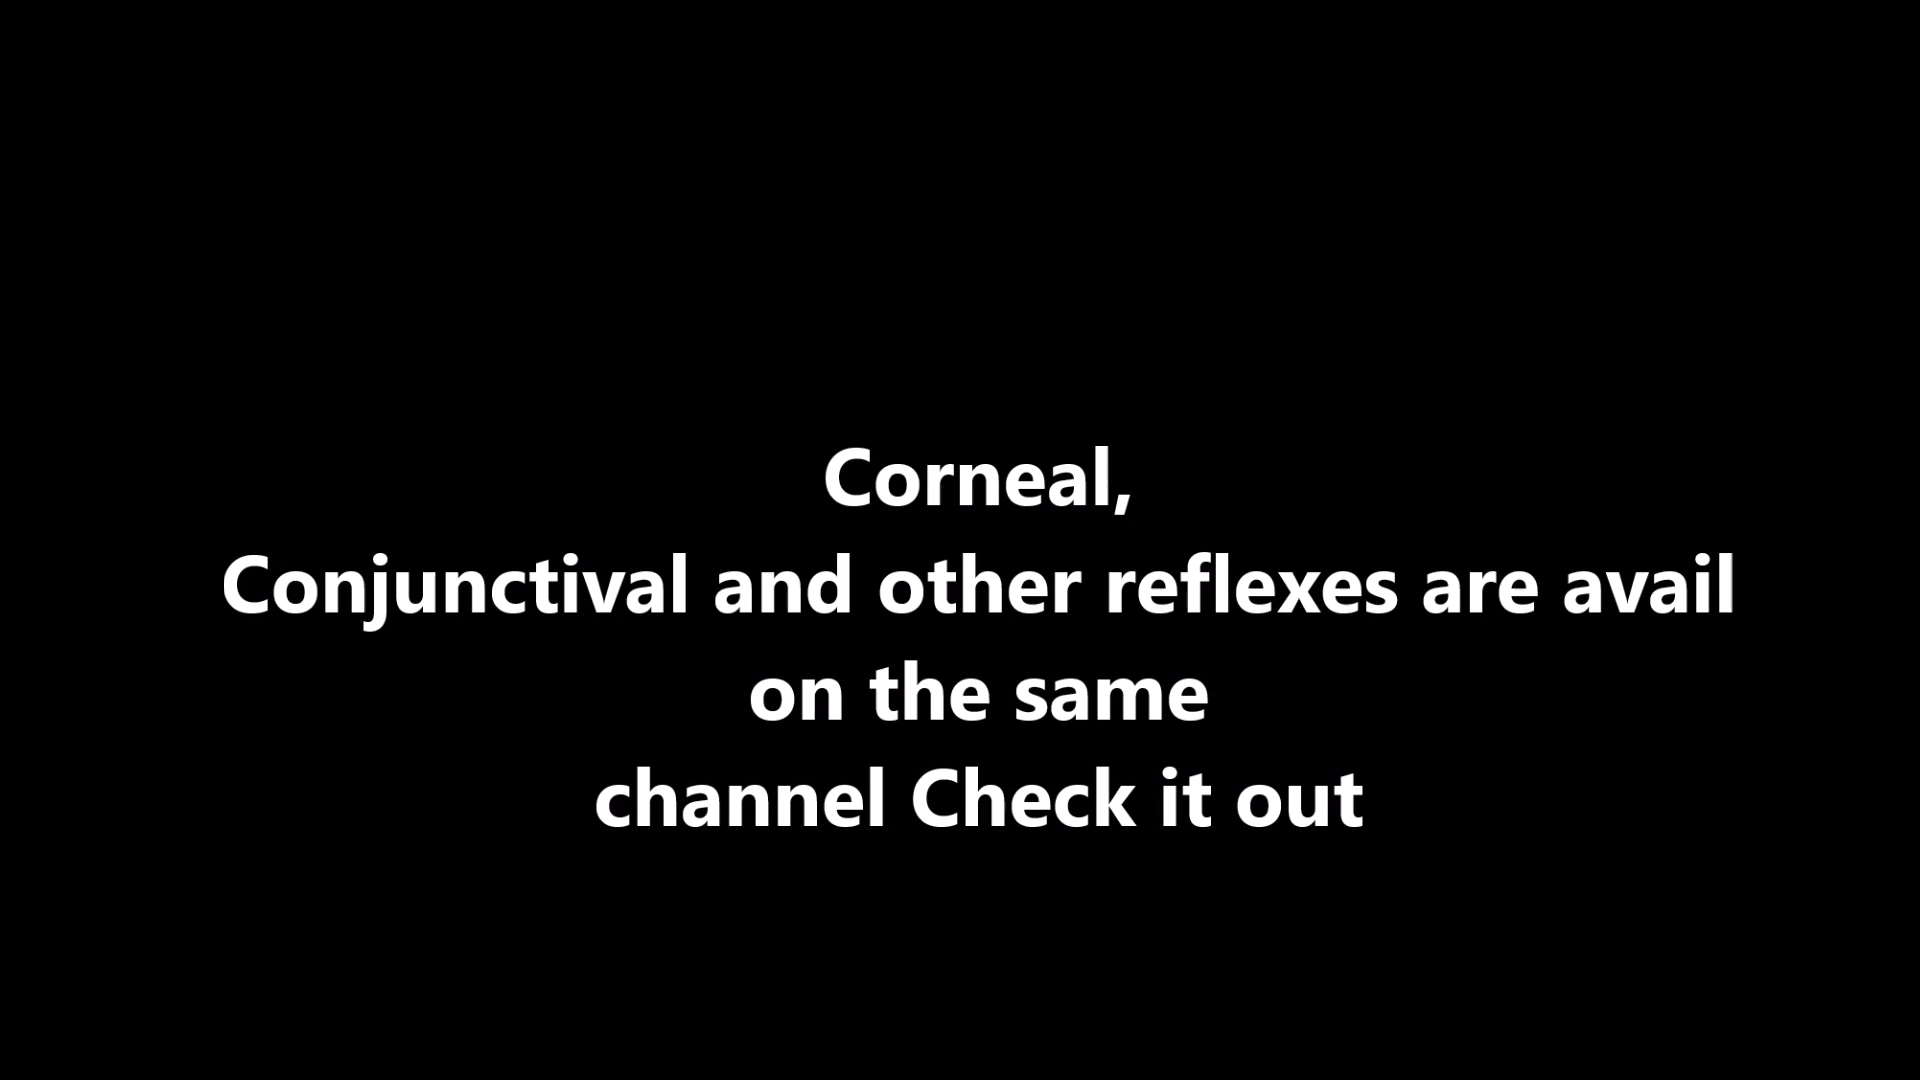 Corneal,
Conjunctival and other reflexes are avail
on the same
channel Check it out